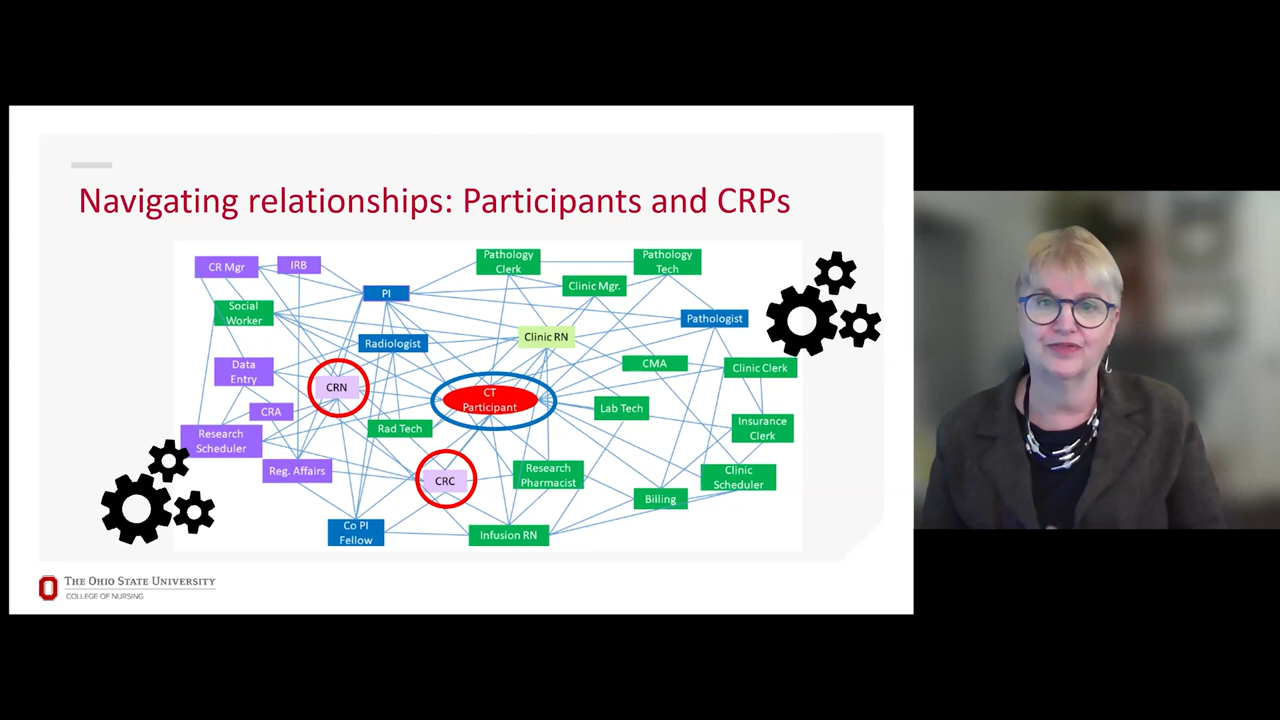 Navigating relationships: Participants and CRPs
CR Mgr
IRB
Pathology
Clerk
Pathology
Tech
Clinic Mgr.
PI
Social
Worker
Pathologist
Radiologist
Clinic RN
CMA
Clinic Clerk
Data
Entry
CRN
CT
Participant
Lab Tech
CRA
Rad Tech
Insurance
Clerk
Research
Scheduler
Reg. Affairs
CRC
Research
Pharmacist
Clinic
Scheduler
Billing
Co PI
Fellow
Infusion RN
THE OHIO STATE UNIVERSITY
COLLEGE OF NURSING